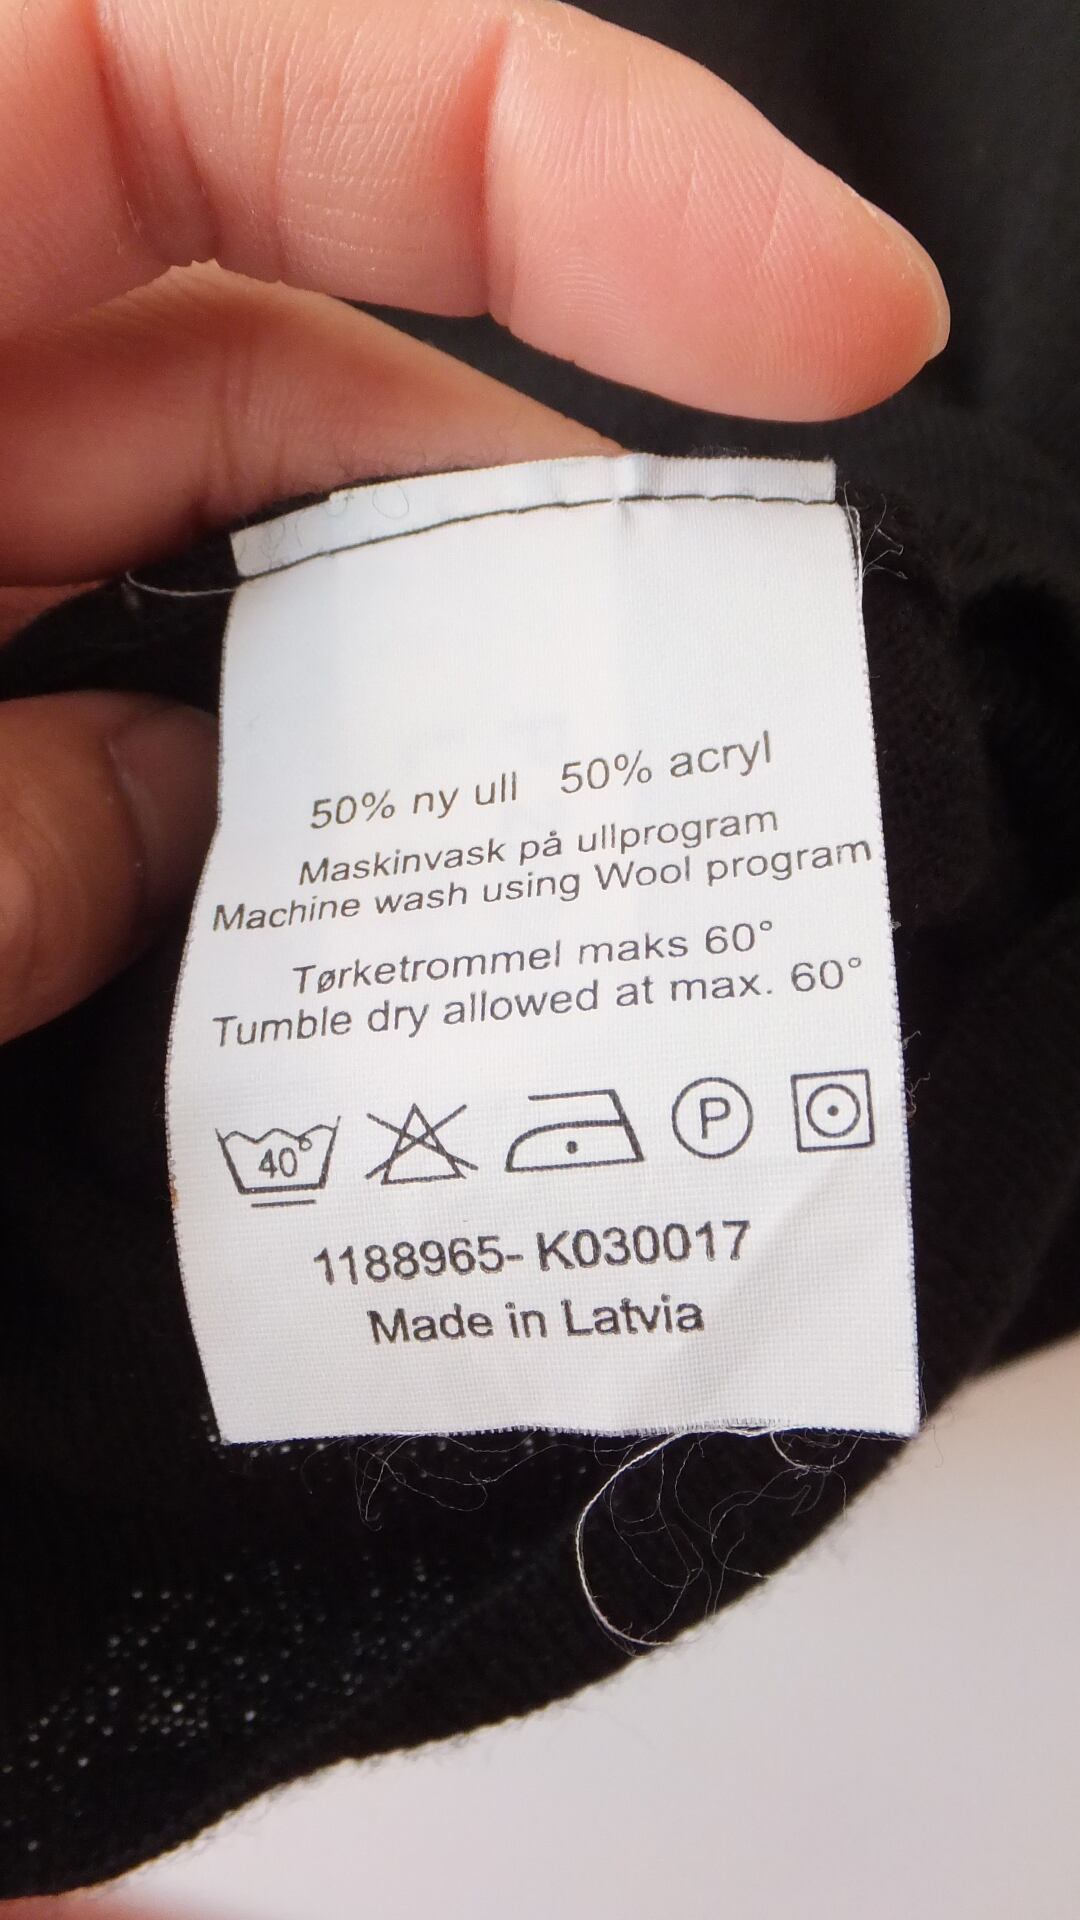 50% ny ull 50% acryl
Maskinvask på ullprogram
Machine wash using Wool program
Tørketrommel maks 60°
Tumble dry allowed at max. 60°
40° P
1188965- K030017
Made in Latvia